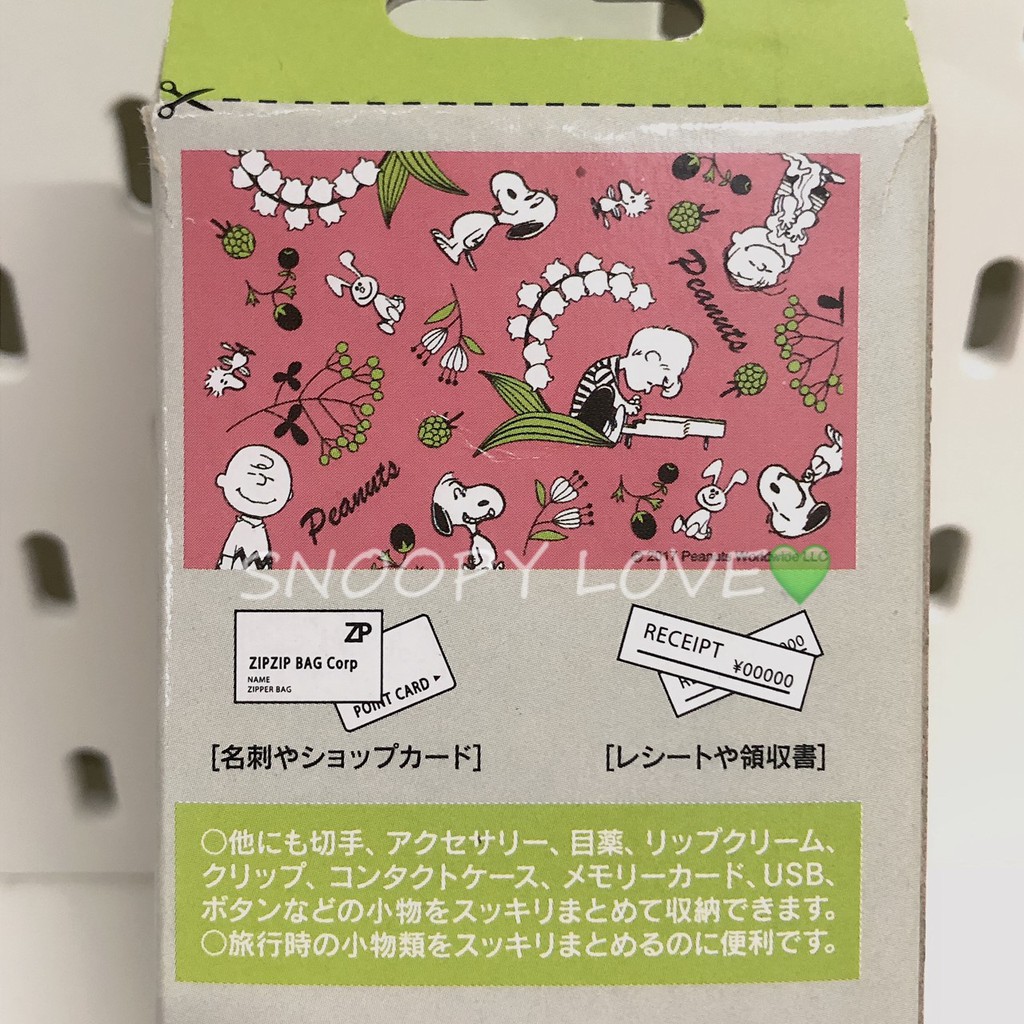 Peanuts
Peanuts
© 2017 Peanuts Worldwide LLC
SNOOPY LOVE
ZP
ZIPZIP BAG Corp
NAME
ZIPPER BAG
POINT CARD ▸
RECEIPT
¥00000
000
R
[名刺やショップカード]
[レシートや領収書]
○他にも切手、アクセサリー、目薬、リップクリーム、
クリップ、コンタクトケース、メモリーカード、USB、
ボタンなどの小物をスッキリまとめて収納できます。
○旅行時の小物類をスッキリまとめるのに便利です。